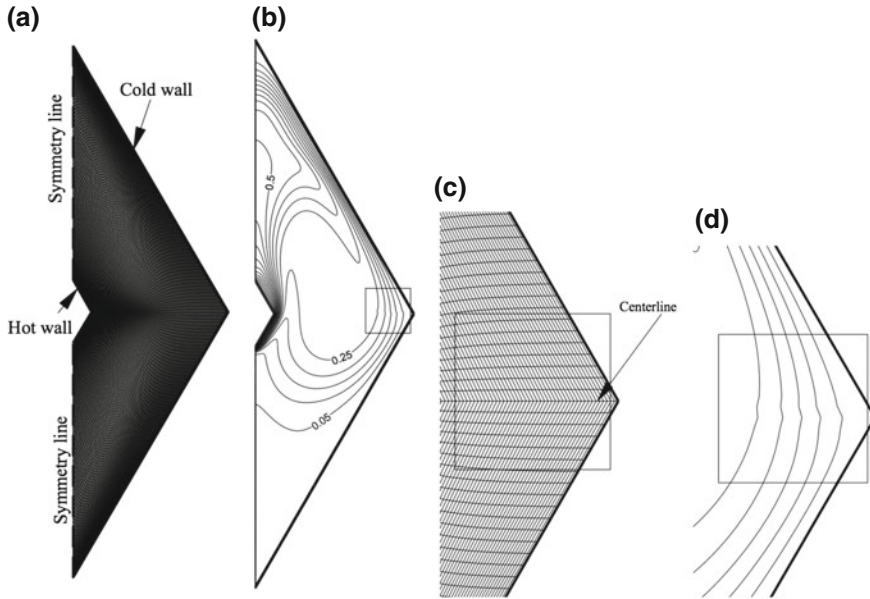 (a)
Cold wall
Symmetry line
Hot wall
Symmetry line
(b)
0.5
0.25
0.05
(c)
Centerline
(d)